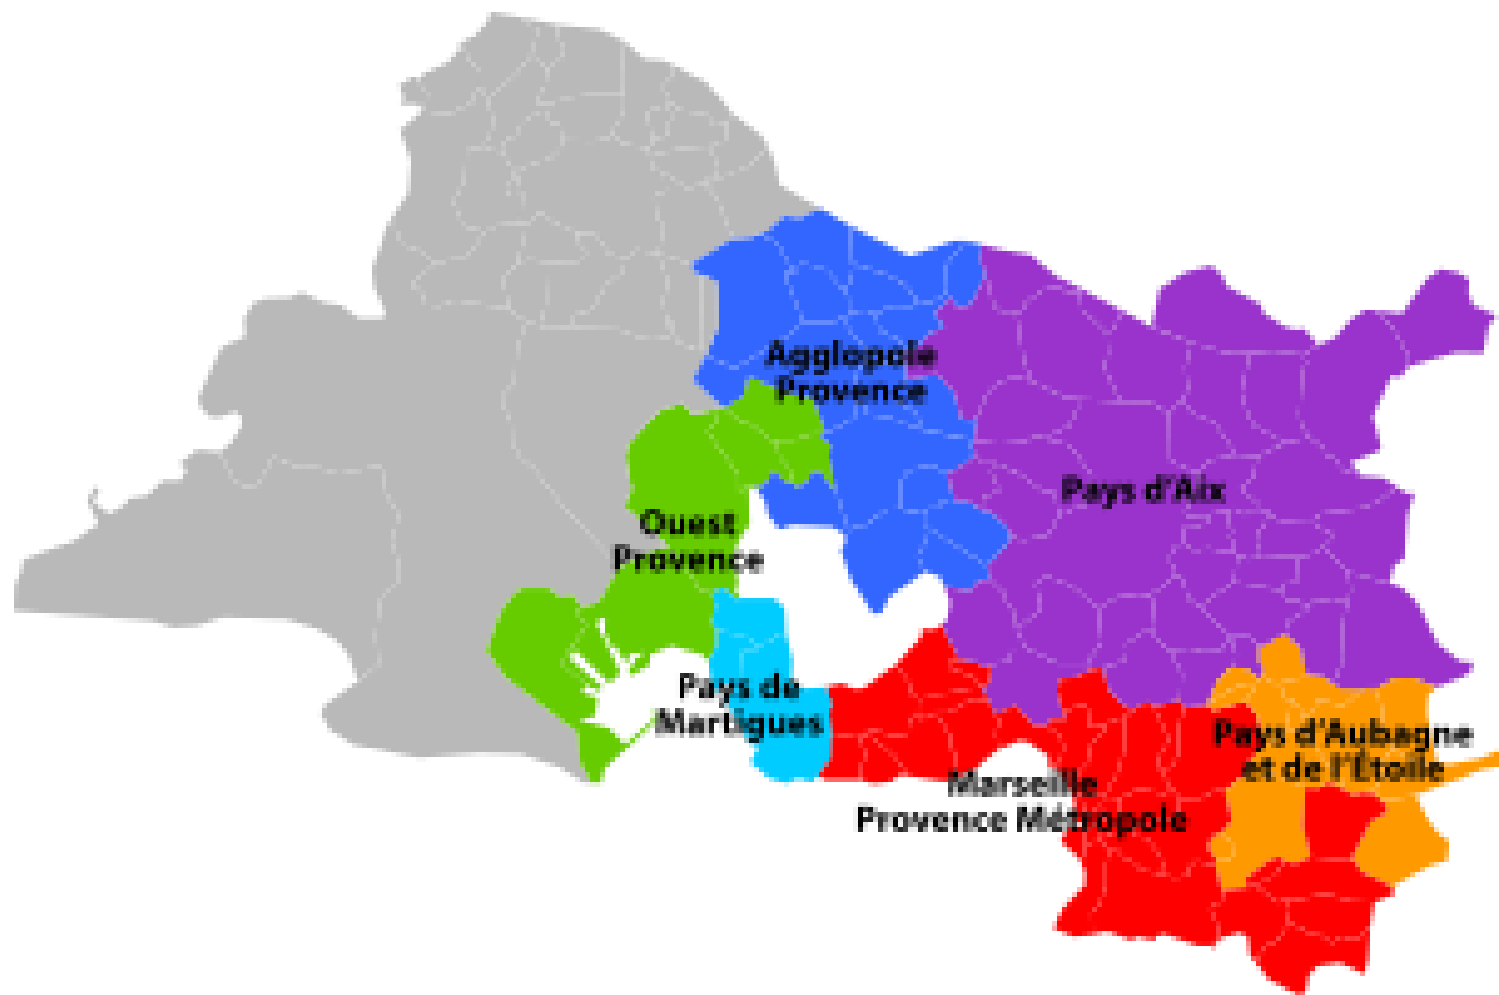 Agglopole
Provence
Pays d'Aix
Ouest
Provence
Pays de
Martigues
Pays d'Aubagne
et de l'Étoile
Marseille
Provence Métropole